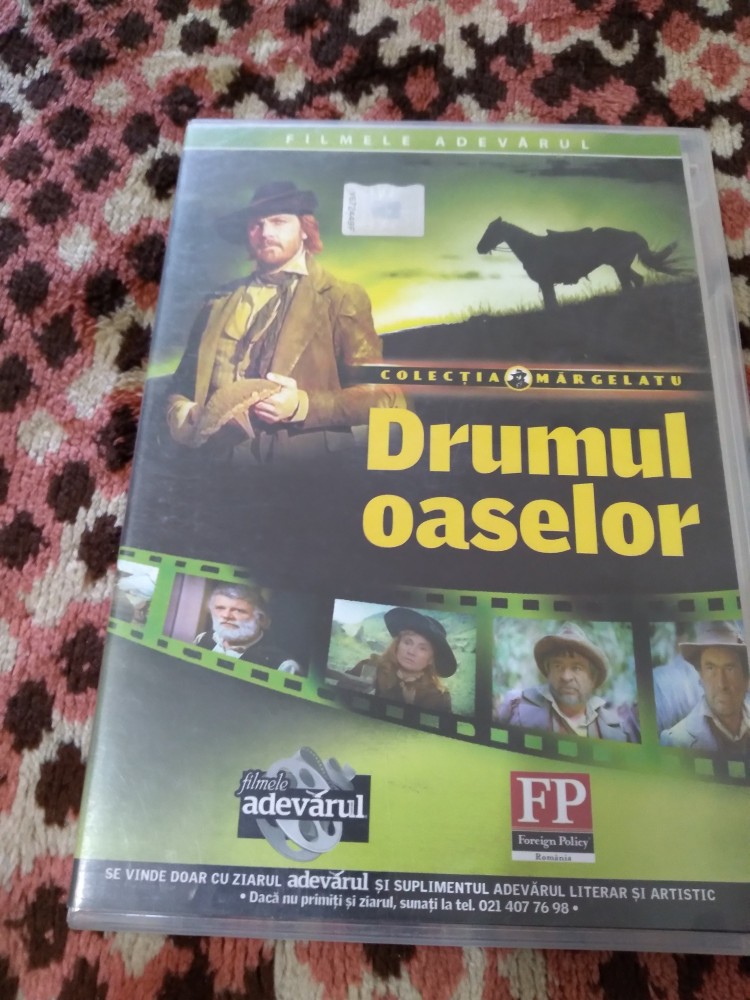 FILMELE ADEVĂRUL
COLECȚIA MĂRGELATU
Drumul
oaselor
filmele
adevărul
FP
Foreign Policy
România
SE VINDE DOAR CU ZIARUL adevărul ȘI SUPLIMENTUL ADEVĂRUL LITERAR ȘI ARTISTIC
• Dacă nu primiți și ziarul, sunați la tel. 021 407 76 98 •